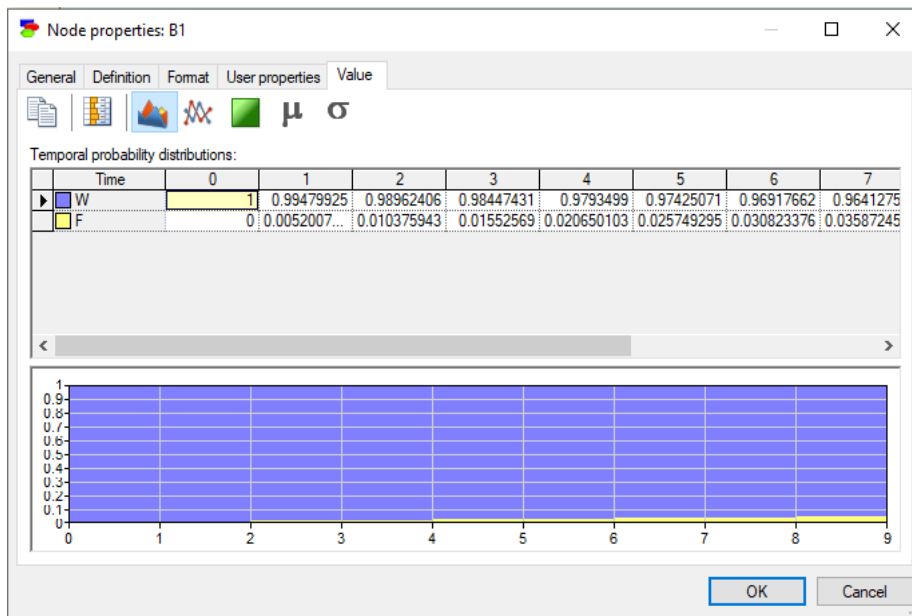 Node properties: B1
General Definition Format User properties Value
μ σ
Temporal probability distributions:
Time 0 1 2 3 4 5 6 7
W 1 0.99479925 0.98962406 0.98447431 0.9793499 0.97425071 0.96917662 0.9641275
F 0 0.0052007... 0.010375943 0.01552569 0.020650103 0.025749295 0.030823376 0.03587245
1
0.9
0.8
0.7
0.6
0.5
0.4
0.3
0.2
0.1
0
0 1 2 3 4 5 6 7 8 9
OK Cancel